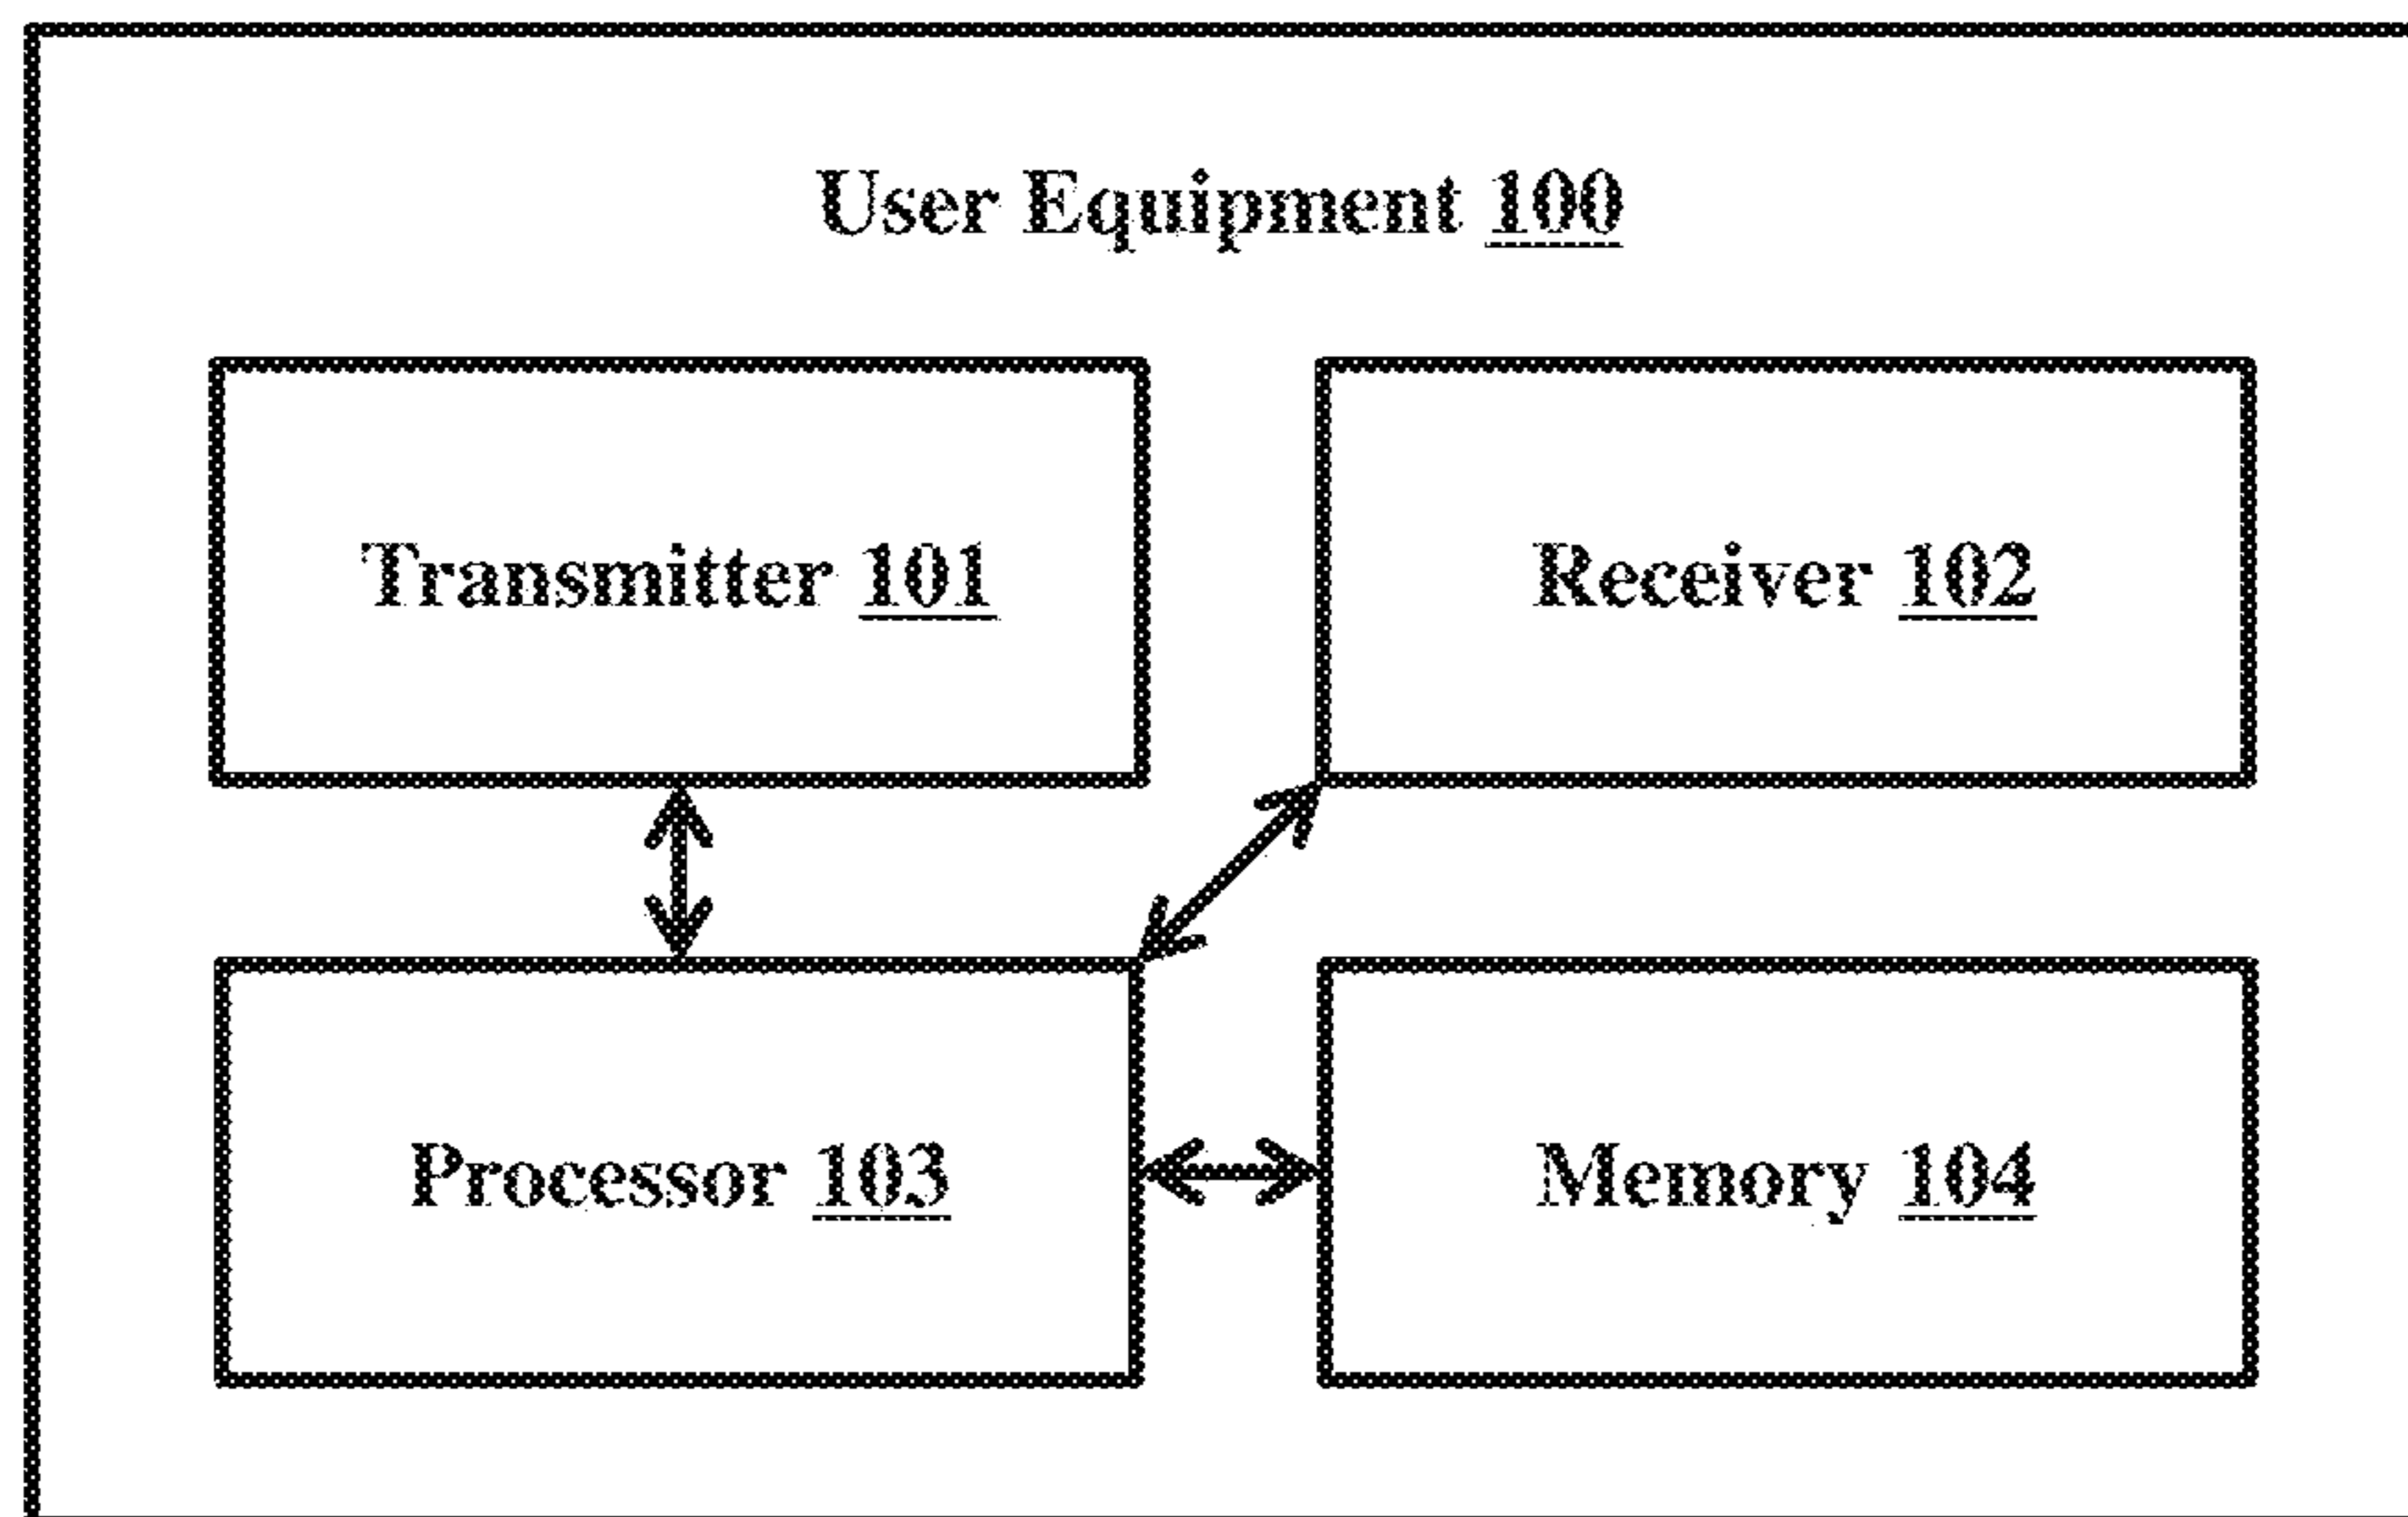 User Equipment 100
Transmitter 101
Receiver 102
Processor 103
Memory 104